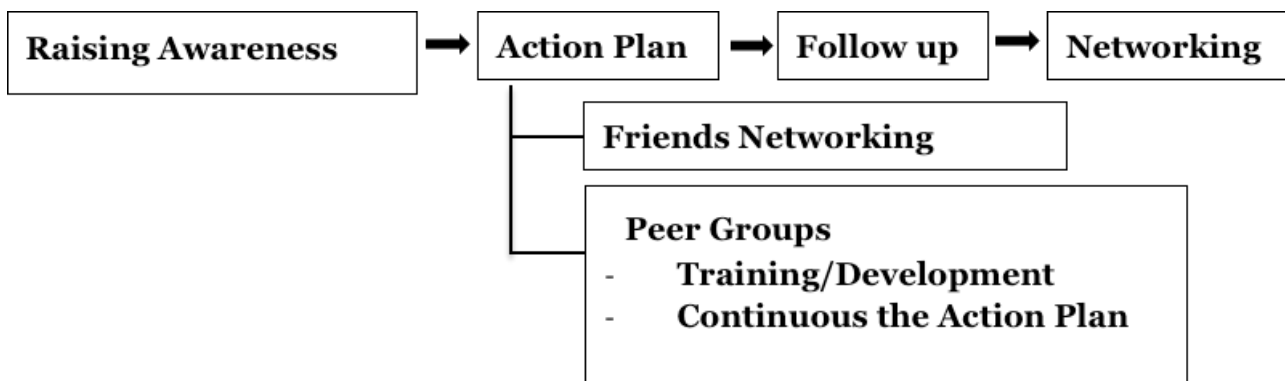 Raising Awareness
Action Plan
Follow up
Networking
Friends Networking
Peer Groups
- Training/Development
- Continuous the Action Plan